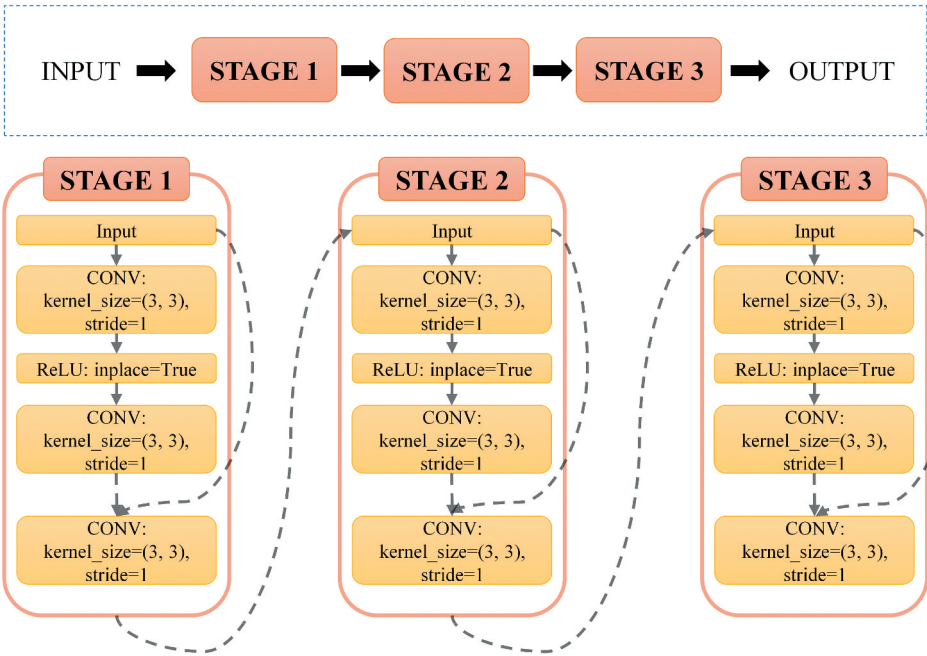 INPUT STAGE 1 STAGE 2 STAGE 3 OUTPUT
STAGE 1
Input
CONV:
kernel_size=(3, 3),
stride=1
ReLU: inplace=True
CONV:
kernel_size=(3, 3),
stride=1
CONV:
kernel_size=(3, 3),
stride=1
STAGE 2
Input
CONV:
kernel_size=(3, 3),
stride=1
ReLU: inplace=True
CONV:
kernel_size=(3, 3),
stride=1
CONV:
kernel_size=(3, 3),
stride=1
STAGE 3
Input
CONV:
kernel_size=(3, 3),
stride=1
ReLU: inplace=True
CONV:
kernel_size=(3, 3),
stride=1
CONV:
kernel_size=(3, 3),
stride=1